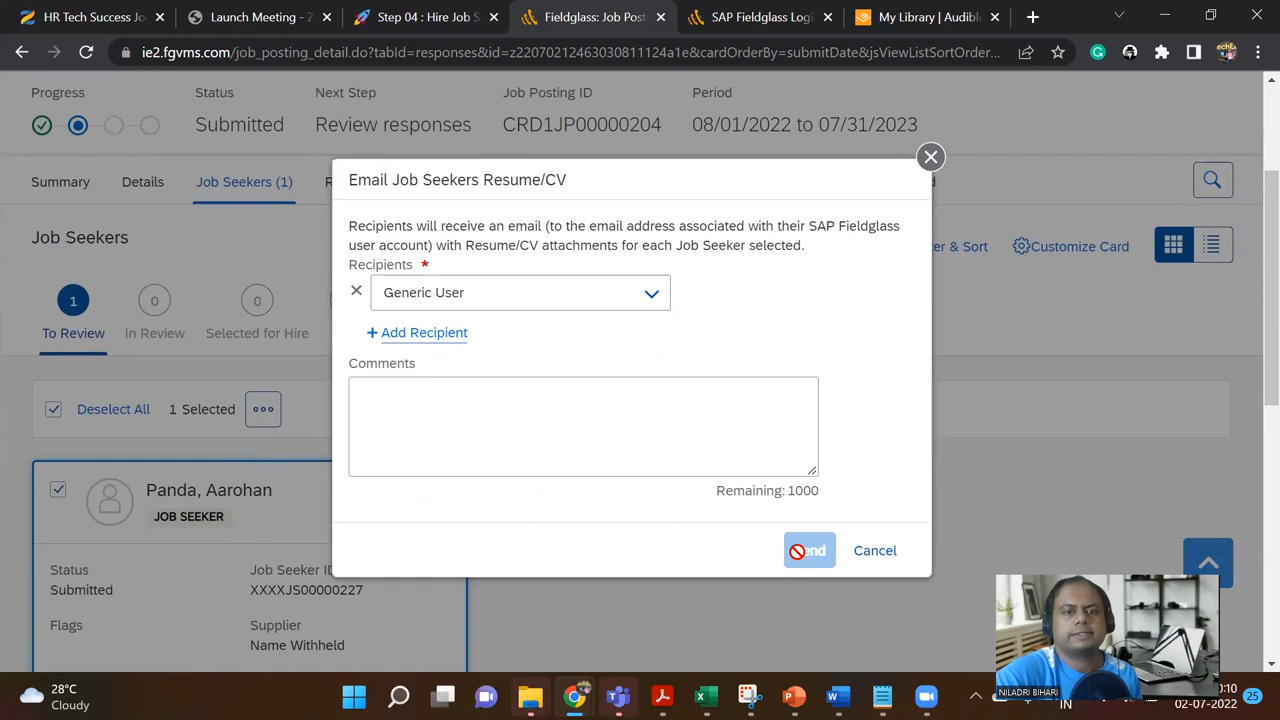 HR Tech Success Jo
Launch Meeting - Z
Step 04 : Hire Job S
Fieldglass: Job Post
SAP Fieldglass Logi
My Library | Audible
ie2.fgvms.com/job_posting_detail.do?tabId=responses&id=z22070212463030811124a1e&cardOrderBy=submitDate&jsViewListSortOrder...
Progress
Status
Next Step
Job Posting ID
Period
Submitted
Review responses
CRD1JP00000204
08/01/2022 to 07/31/2023
Summary
Details
Job Seekers (1)
Job Seekers
& Sort
Customize Card
1
0
0
To Review
In Review
Selected for Hire
Deselect All
1 Selected
Panda, Aarohan
JOB SEEKER
Status
Job Seeker ID
Submitted
XXXXJS00000227
Flags
Supplier
Name Withheld
Email Job Seekers Resume/CV
Recipients will receive an email (to the email address associated with their SAP Fieldglass
user account) with Resume/CV attachments for each Job Seeker selected.
Recipients *
Generic User
+ Add Recipient
Comments
Remaining: 1000
Cancel
NILADRI BIHARI
28°C
Cloudy
IN
02-07-2022
25